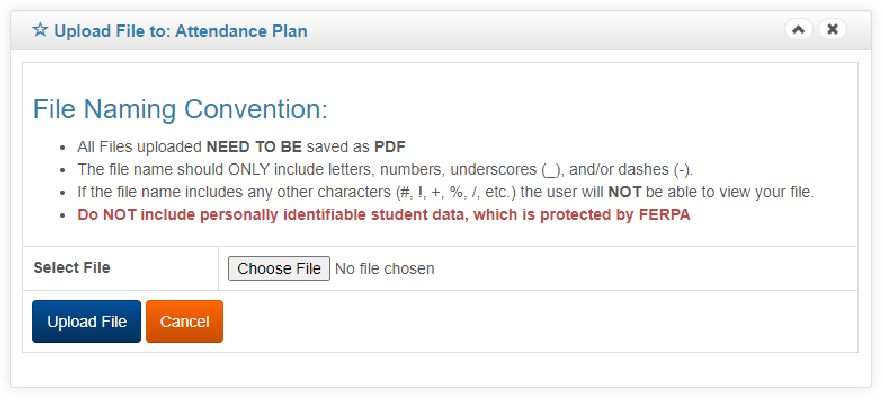 Upload File to: Attendance Plan
File Naming Convention:
All Files uploaded NEED TO BE saved as PDF
The file name should ONLY include letters, numbers, underscores (_), and/or dashes (-).
If the file name includes any other characters (#, !, +, %, /, etc.) the user will NOT be able to view your file.
Do NOT include personally identifiable student data, which is protected by FERPA
Select File Choose File No file chosen
Upload File Cancel